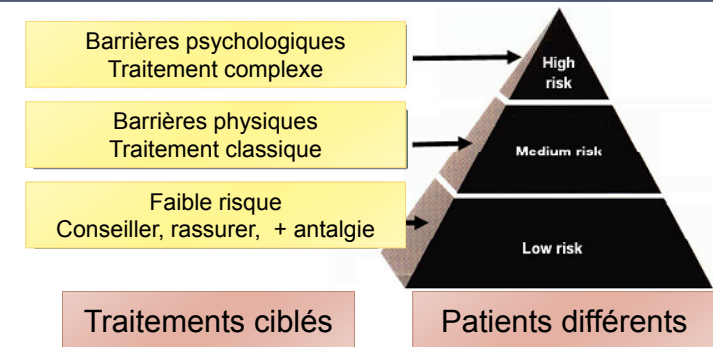 Barrières psychologiques
Traitement complexe
High
risk
Barrières physiques
Traitement classique
Medium risk
Faible risque
Conseiller, rassurer, + antalgie
Low risk
Traitements ciblés
Patients différents